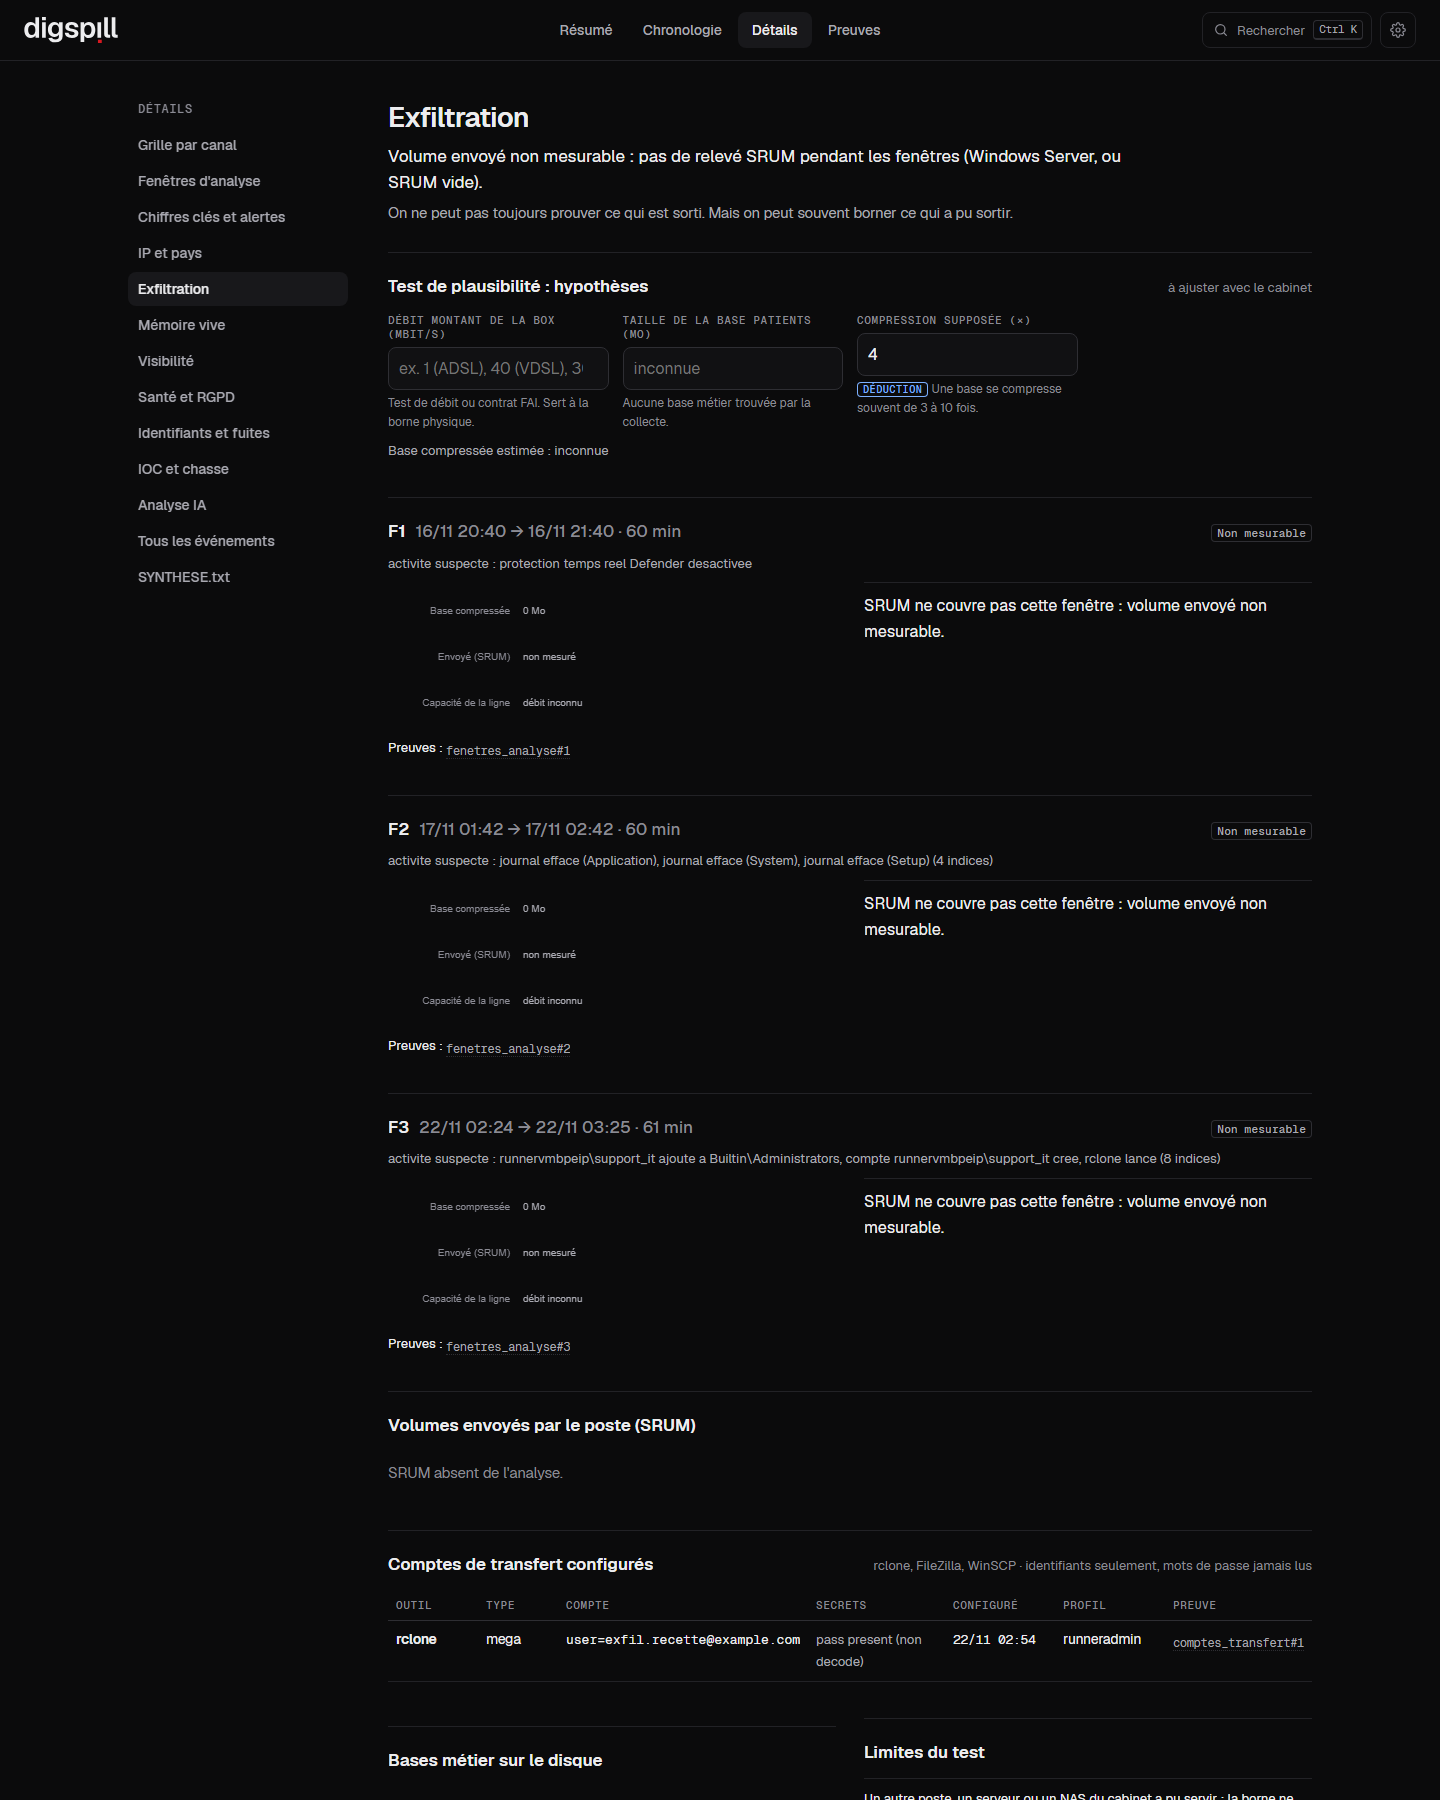 digspill
Résumé
Chronologie
Détails
Preuves
Rechercher
Ctrl K
DÉTAILS
Grille par canal
Fenêtres d'analyse
Chiffres clés et alertes
IP et pays
Exfiltration
Mémoire vive
Visibilité
Santé et RGPD
Identifiants et fuites
IOC et chasse
Analyse IA
Tous les événements
SYNTHESE.txt
Exfiltration
Volume envoyé non mesurable : pas de relevé SRUM pendant les fenêtres (Windows Server, ou
SRUM vide).
On ne peut pas toujours prouver ce qui est sorti. Mais on peut souvent borner ce qui a pu sortir.
Test de plausibilité : hypothèses
à ajuster avec le cabinet
DÉBIT MONTANT DE LA BOX
(MBIT/S)
ex. 1 (ADSL), 40 (VDSL), 3
Test de débit ou contrat FAI. Sert à la
borne physique.
TAILLE DE LA BASE PATIENTS
(MO)
inconnue
Aucune base métier trouvée par la
collecte.
COMPRESSION SUPPOSÉE (×)
4
DÉDUCTION Une base se compresse
souvent de 3 à 10 fois.
Base compressée estimée : inconnue
F1 16/11 20:40 → 16/11 21:40 · 60 min
Non mesurable
activite suspecte : protection temps reel Defender desactivee
Base compressée 0 Mo
Envoyé (SRUM) non mesuré
Capacité de la ligne débit inconnu
SRUM ne couvre pas cette fenêtre : volume envoyé non
mesurable.
Preuves : fenetres_analyse#1
F2 17/11 01:42 → 17/11 02:42 · 60 min
Non mesurable
activite suspecte : journal efface (Application), journal efface (System), journal efface (Setup) (4 indices)
Base compressée 0 Mo
Envoyé (SRUM) non mesuré
Capacité de la ligne débit inconnu
SRUM ne couvre pas cette fenêtre : volume envoyé non
mesurable.
Preuves : fenetres_analyse#2
F3 22/11 02:24 → 22/11 03:25 · 61 min
Non mesurable
activite suspecte : runnervmbpeip\support_it ajoute a Builtin\Administrators, compte runnervmbpeip\support_it cree, rclone lance (8 indices)
Base compressée 0 Mo
Envoyé (SRUM) non mesuré
Capacité de la ligne débit inconnu
SRUM ne couvre pas cette fenêtre : volume envoyé non
mesurable.
Preuves : fenetres_analyse#3
Volumes envoyés par le poste (SRUM)
SRUM absent de l'analyse.
Comptes de transfert configurés
rclone, FileZilla, WinSCP · identifiants seulement, mots de passe jamais lus
OUTIL TYPE COMPTE SECRETS CONFIGURÉ PROFIL PREUVE
rclone mega user=exfil.recette@example.com pass present (non 22/11 02:54 runneradmin comptes_transfert#1
decode)
Bases métier sur le disque
Limites du test
Un autre poste, un serveur ou un NAS du cabinet a pu servir : la borne ne